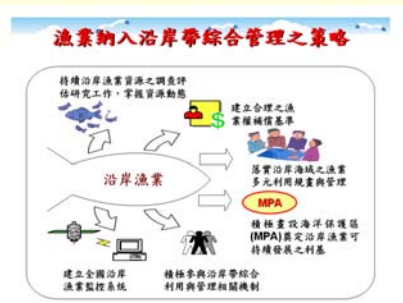 漁業納入沿岸帶綜合管理之策略
持續沿岸漁業資源之調查評
估研究工作，掌握資源動態
建立合理之漁
業權補償基準
$
沿岸漁業
落實沿岸海域之漁業
多元利用規畫與管理
MPA
積極畫設海洋保護區
(MPA)奠定沿岸漁業可
持續發展之利基
建立全國沿岸
漁業監控系統
積極參與沿岸帶綜合
利用與管理相關機制